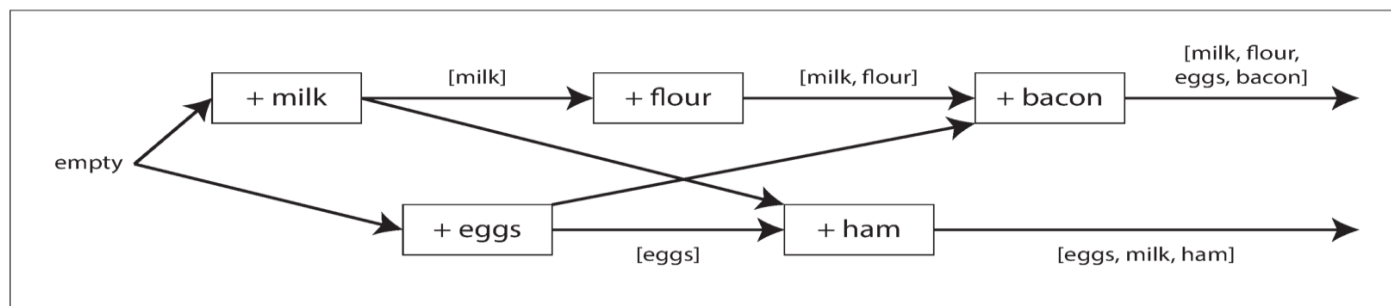 [milk, flour,
eggs, bacon]
+ milk
[milk]
+ flour
[milk, flour]
+ bacon
empty
+ eggs
[eggs]
+ ham
[eggs, milk, ham]